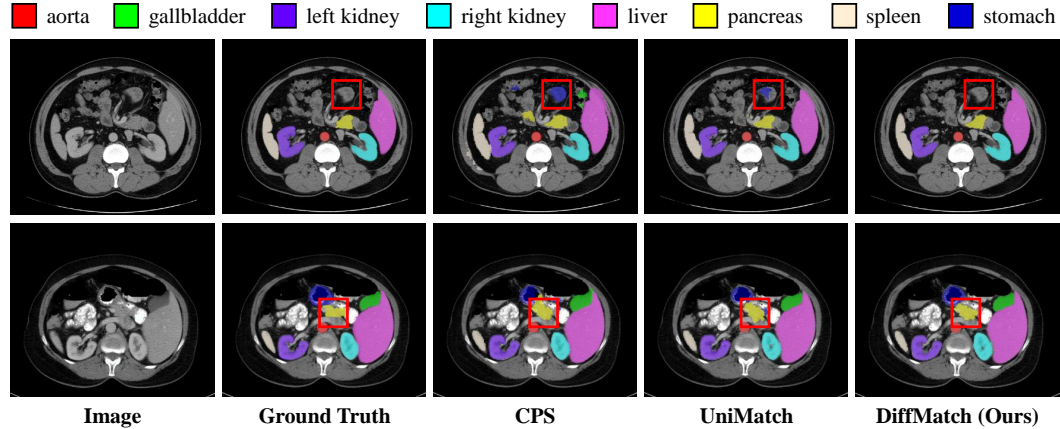 aorta gallbladder left kidney right kidney liver pancreas spleen stomach
Image Ground Truth CPS UniMatch DiffMatch (Ours)